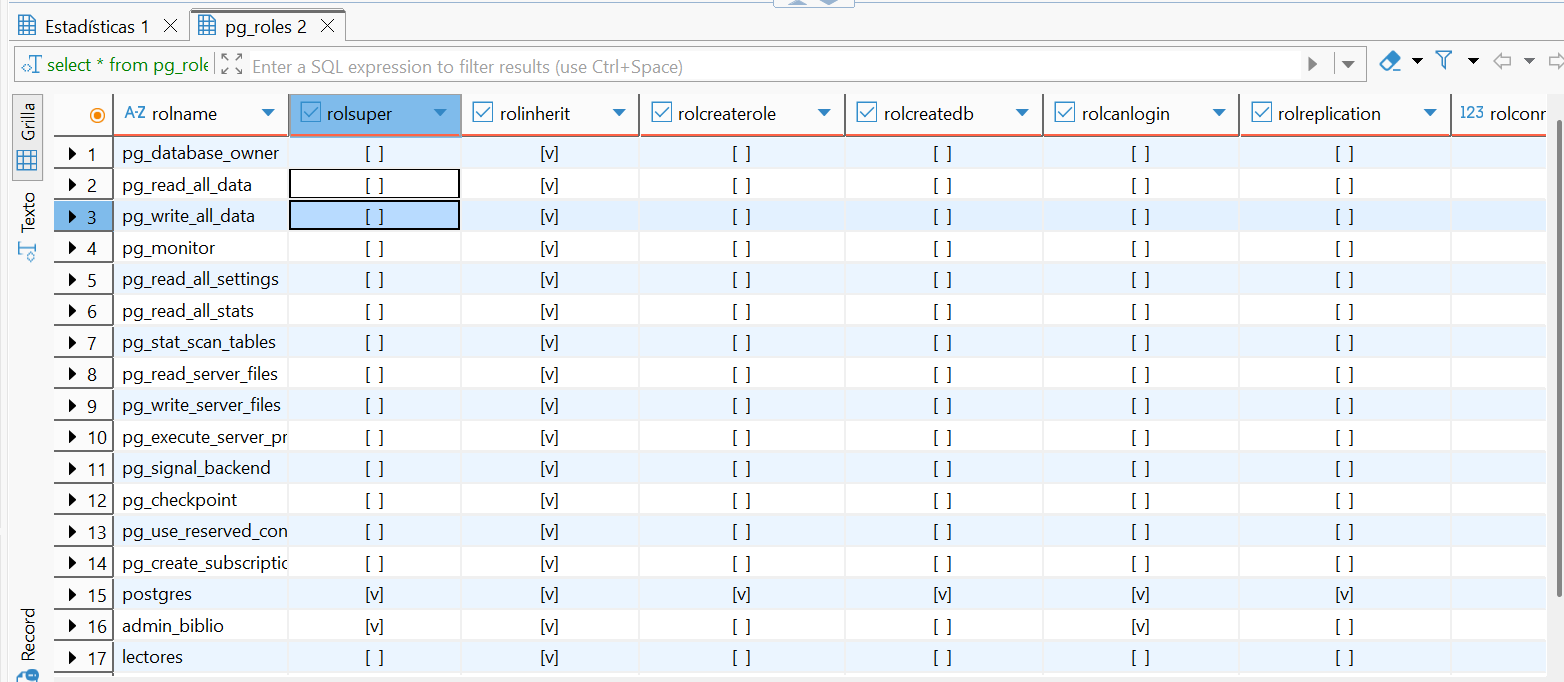 Estadísticas 1 pg_roles 2
select * from pg_role Enter a SQL expression to filter results (use Ctrl+Space)
Grilla
Texto
Record
A-Z rolname rolsuper rolinherit rolcreaterole rolcreatedb rolcanlogin rolreplication 123 rolconr
1 pg_database_owner [ ] [v] [ ] [ ] [ ] [ ]
2 pg_read_all_data [ ] [v] [ ] [ ] [ ] [ ]
3 pg_write_all_data [ ] [v] [ ] [ ] [ ] [ ]
4 pg_monitor [ ] [v] [ ] [ ] [ ] [ ]
5 pg_read_all_settings [ ] [v] [ ] [ ] [ ] [ ]
6 pg_read_all_stats [ ] [v] [ ] [ ] [ ] [ ]
7 pg_stat_scan_tables [ ] [v] [ ] [ ] [ ] [ ]
8 pg_read_server_files [ ] [v] [ ] [ ] [ ] [ ]
9 pg_write_server_files [ ] [v] [ ] [ ] [ ] [ ]
10 pg_execute_server_pr [ ] [v] [ ] [ ] [ ] [ ]
11 pg_signal_backend [ ] [v] [ ] [ ] [ ] [ ]
12 pg_checkpoint [ ] [v] [ ] [ ] [ ] [ ]
13 pg_use_reserved_con [ ] [v] [ ] [ ] [ ] [ ]
14 pg_create_subscriptic [ ] [v] [ ] [ ] [ ] [ ]
15 postgres [v] [v] [v] [v] [v] [v]
16 admin_biblio [v] [v] [ ] [ ] [v] [ ]
17 lectores [ ] [v] [ ] [ ] [ ] [ ]